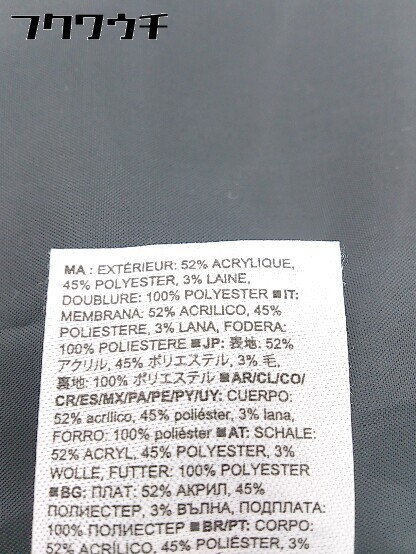 フクワウチ
MA : EXTÉRIEUR: 52% ACRYLIQUE,
45% POLYESTER, 3% LAINE,
DOUBLURE: 100% POLYESTER ■IT:
MEMBRANA: 52% ACRILICO, 45%
POLIESTERE, 3% LANA, FODERA:
100% POLIESTERE ■JP: 表地: 52%
アクリル, 45% ポリエステル, 3% 毛,
裏地: 100% ポリエステル ■AR/CL/CO/
CR/ES/MX/PA/PE/PY/UY: CUERPO:
52% acrílico, 45% poliéster, 3% lana,
FORRO: 100% poliéster ■AT: SCHALE:
52% ACRYL, 45% POLYESTER, 3%
WOLLE, FUTTER: 100% POLYESTER
■BG: ПЛАТ: 52% АКРИЛ, 45%
ПОЛИЕСТЕР, 3% ВЪЛНА, ПОДПЛАТА:
100% ПОЛИЕСТЕР ■BR/PT: CORPO:
52% ACRÍLICO, 45% POLIÉSTER, 3%